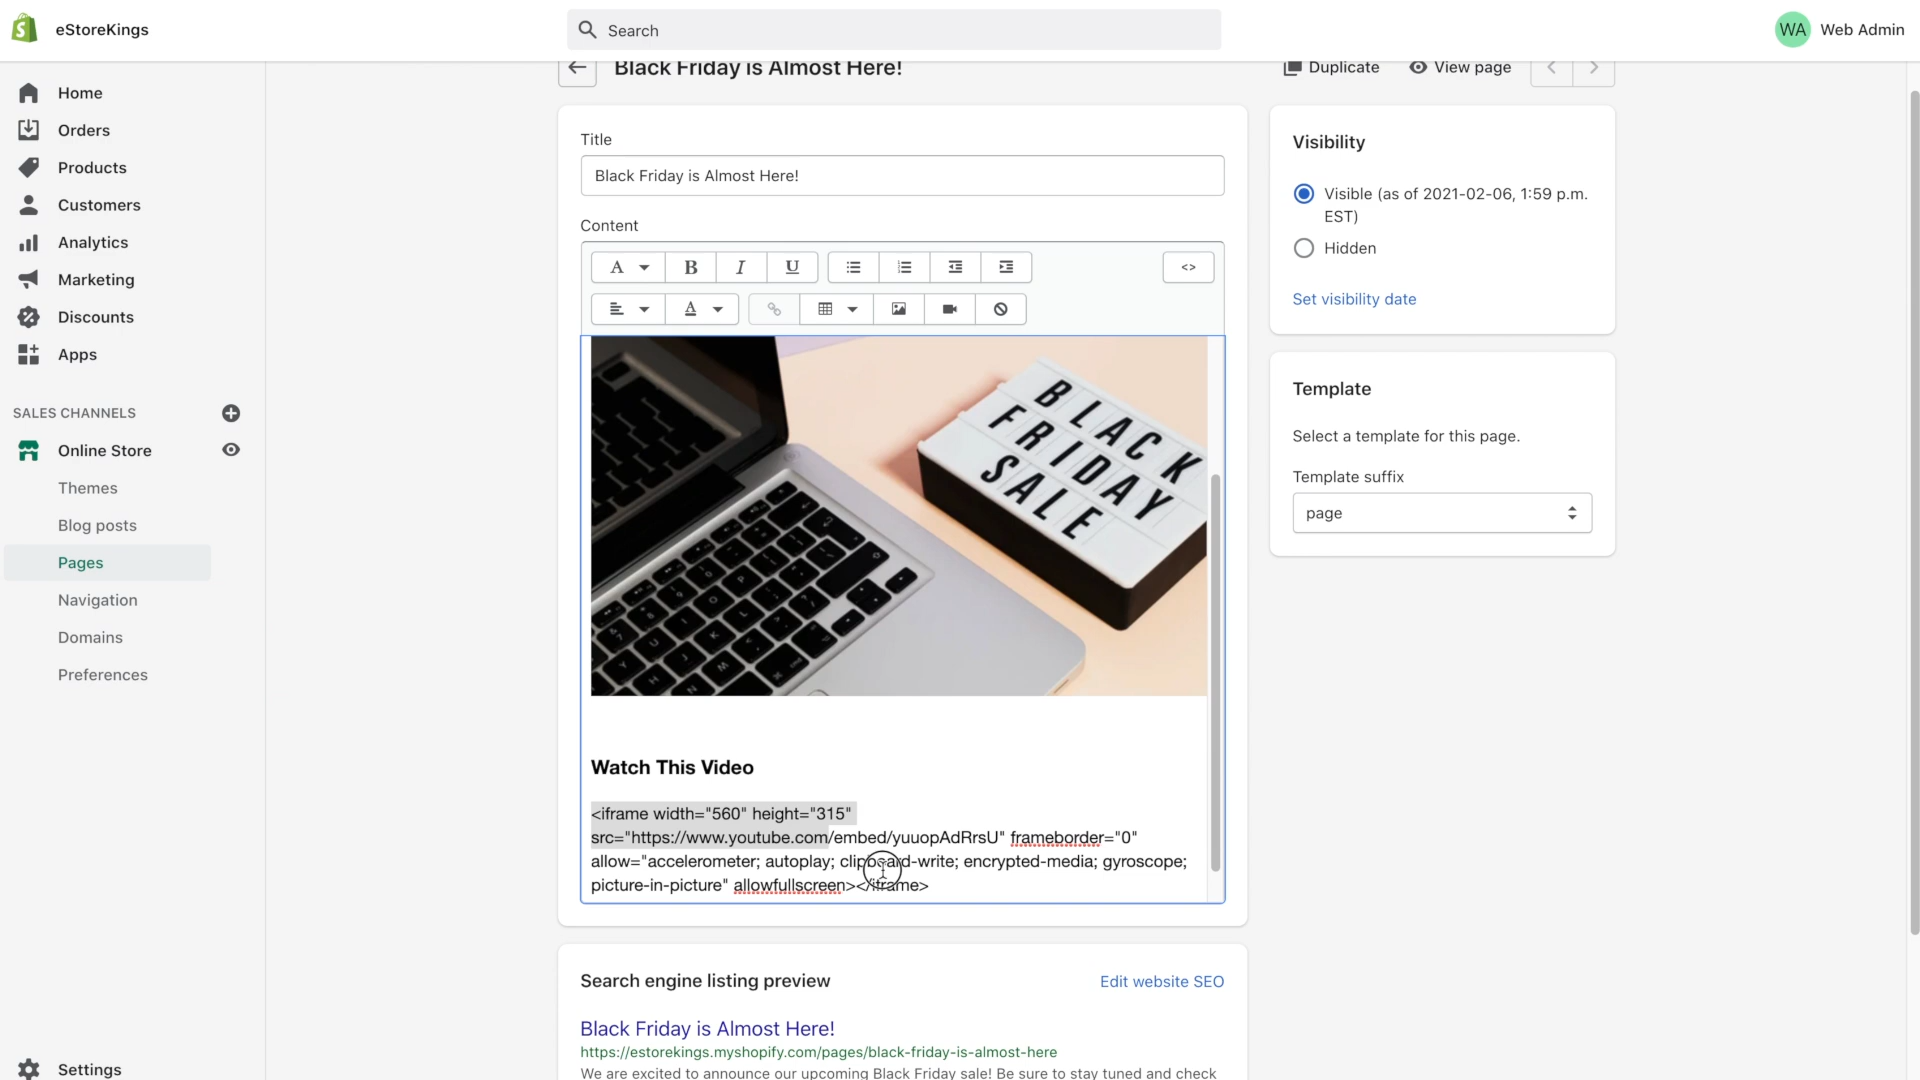 eStoreKings
Search
WA Web Admin
Black Friday is Almost Here!
Duplicate
View page
Home
Orders
Products
Customers
Analytics
Marketing
Discounts
Apps
SALES CHANNELS
Online Store
Themes
Blog posts
Pages
Navigation
Domains
Preferences
Settings
Title
Black Friday is Almost Here!
Content
A
B
I
U
<>
A
BLACK
FRIDAY
SALE
Watch This Video
<iframe width="560" height="315"
src="https://www.youtube.com/embed/yuuopAdRrsU" frameborder="0"
allow="accelerometer; autoplay; clipboard-write; encrypted-media; gyroscope;
picture-in-picture" allowfullscreen></iframe>
Search engine listing preview
Edit website SEO
Black Friday is Almost Here!
https://estorekings.myshopify.com/pages/black-friday-is-almost-here
We are excited to announce our upcoming Black Friday sale! Be sure to stay tuned and check
Visibility
Visible (as of 2021-02-06, 1:59 p.m.
EST)
Hidden
Set visibility date
Template
Select a template for this page.
Template suffix
page